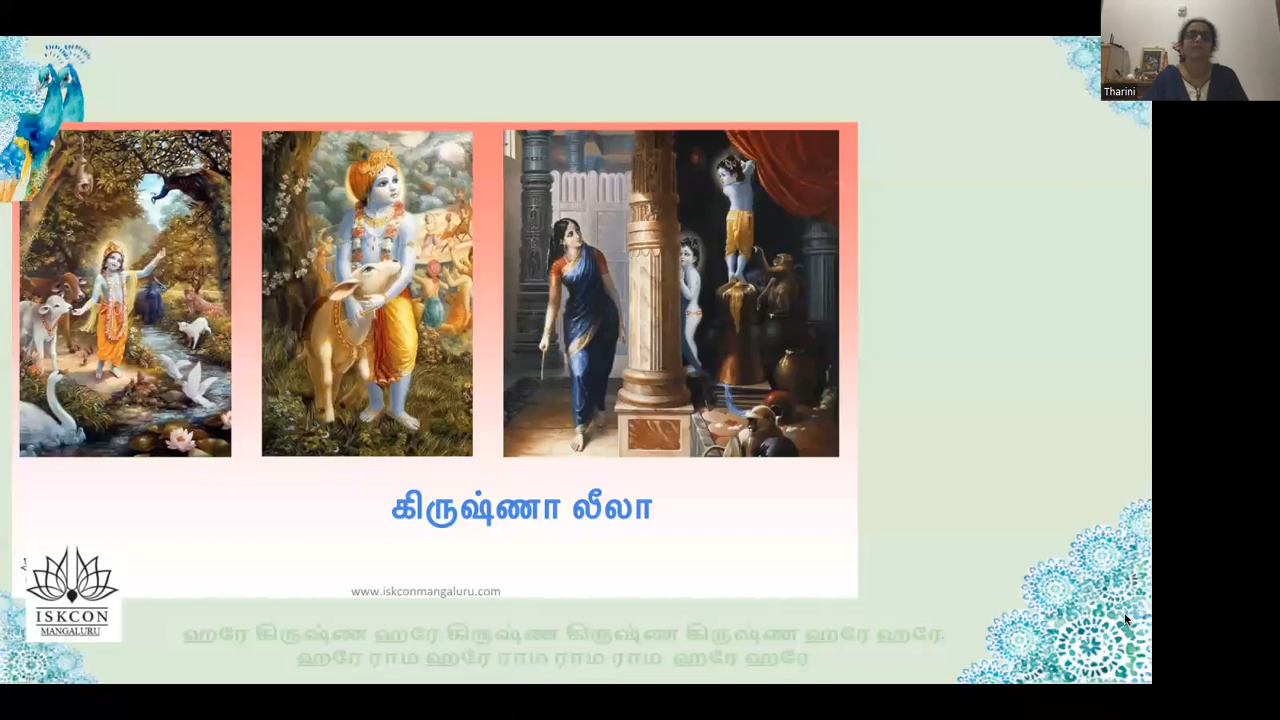 Tharini
கிருஷ்ணா லீலா
ISKCON
MANGALURU
www.iskconmangaluru.com
ஹரே கிருஷ்ண ஹரே கிருஷ்ண கிருஷ்ண கிருஷ்ண ஹரே ஹரே.
ஹரே ராம ஹரே ராம ராம ராம ஹரே ஹரே